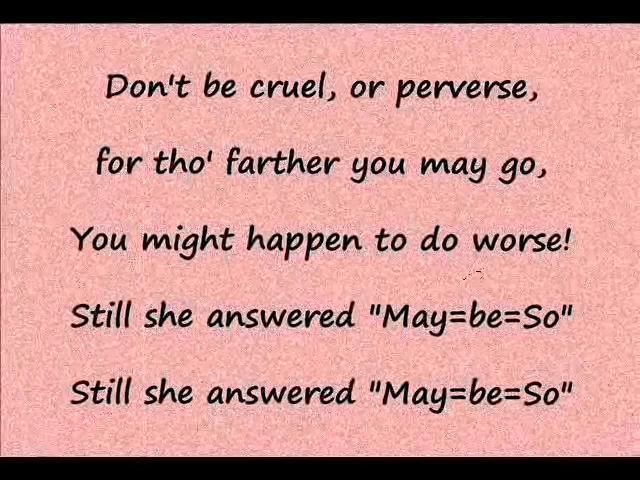 Don't be cruel, or perverse,
for tho' farther you may go,
You might happen to do worse!
Still she answered "May=be=So"
Still she answered "May=be=So"